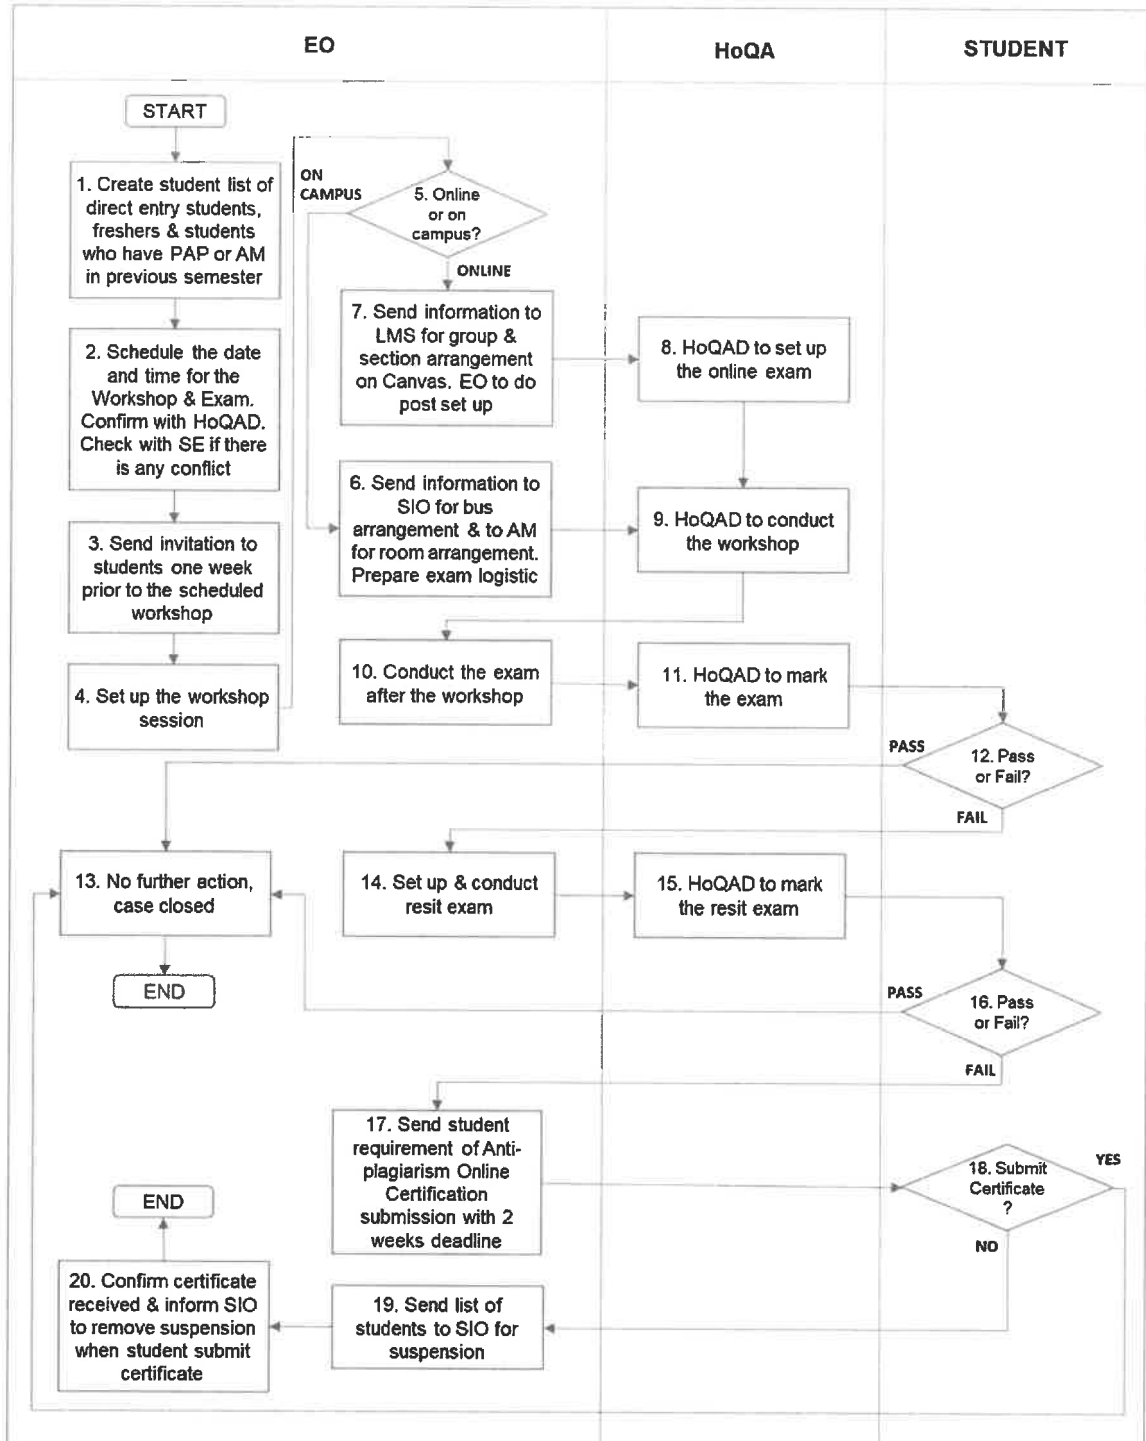 EO
HoQA
STUDENT
START
1. Create student list of
direct entry students,
freshers & students
who have PAP or AM
in previous semester
2. Schedule the date
and time for the
Workshop & Exam.
Confirm with HoQAD.
Check with SE if there
is any conflict
3. Send invitation to
students one week
prior to the scheduled
workshop
4. Set up the workshop
session
ON
CAMPUS
5. Online
or on
campus?
ONLINE
7. Send information to
LMS for group &
section arrangement
on Canvas. EO to do
post set up
8. HoQAD to set up
the online exam
6. Send information to
SIO for bus
arrangement & to AM
for room arrangement.
Prepare exam logistic
9. HoQAD to conduct
the workshop
10. Conduct the exam
after the workshop
11. HoQAD to mark
the exam
PASS
12. Pass
or Fail?
FAIL
13. No further action,
case closed
14. Set up & conduct
resit exam
15. HoQAD to mark
the resit exam
END
PASS
16. Pass
or Fail?
FAIL
17. Send student
requirement of Anti-
plagiarism Online
Certification
submission with 2
weeks deadline
18. Submit
Certificate
?
YES
NO
END
20. Confirm certificate
received & inform SIO
to remove suspension
when student submit
certificate
19. Send list of
students to SIO for
suspension